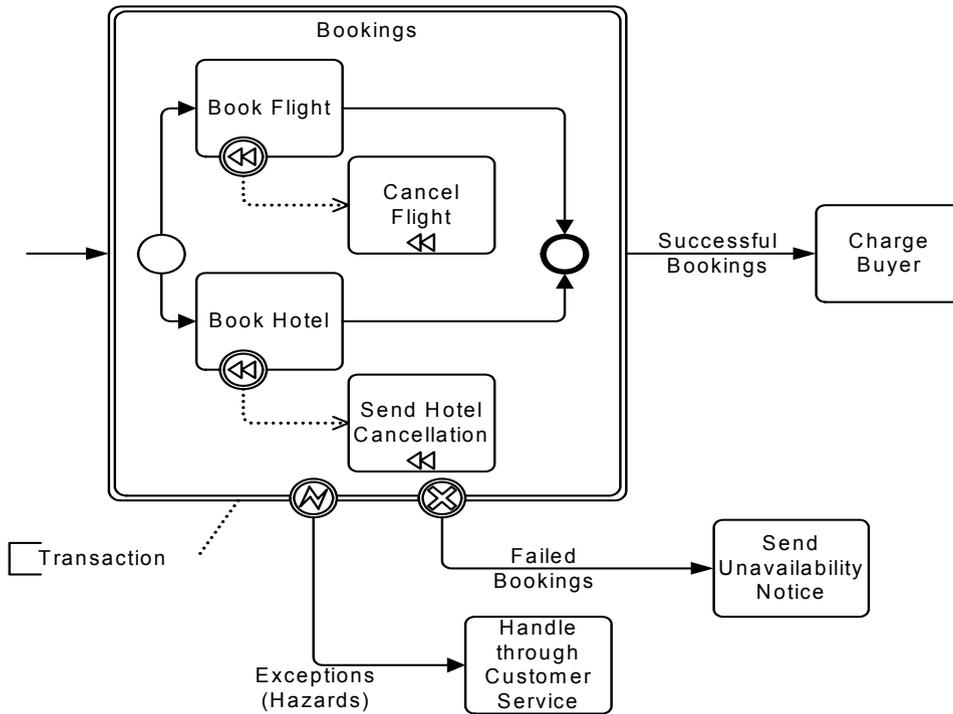 Bookings
Book Flight
Cancel
Flight
Successful
Bookings
Charge
Buyer
Book Hotel
Send Hotel
Cancellation
Transaction
Failed
Bookings
Send
Unavailability
Notice
Exceptions
(Hazards)
Handle
through
Customer
Service